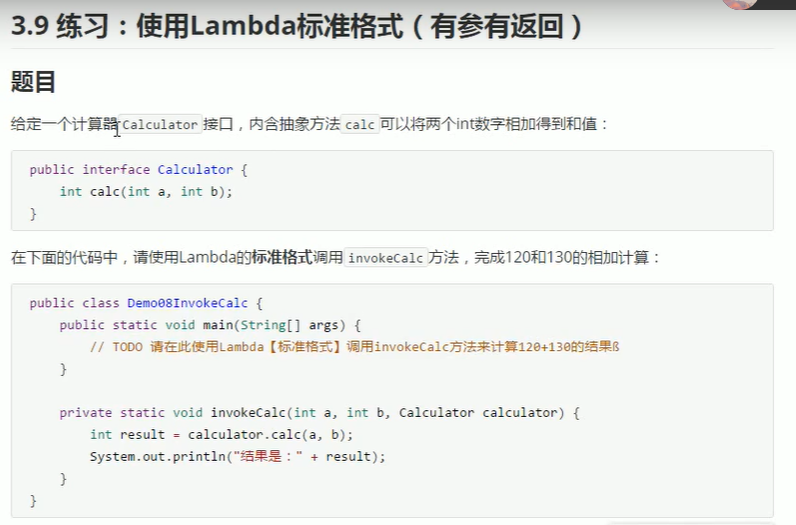 3.9 练习：使用Lambda标准格式（有参有返回）
题目
给定一个计算器Calculator接口，内含抽象方法calc可以将两个int数字相加得到和值：
public interface Calculator {
    int calc(int a, int b);
}
在下面的代码中，请使用Lambda的标准格式调用invokeCalc方法，完成120和130的相加计算：
public class Demo08InvokeCalc {
    public static void main(String[] args) {
        // TODO 请在此使用Lambda【标准格式】调用invokeCalc方法来计算120+130的结果ß
    }
    private static void invokeCalc(int a, int b, Calculator calculator) {
        int result = calculator.calc(a, b);
        System.out.println("结果是：" + result);
    }
}